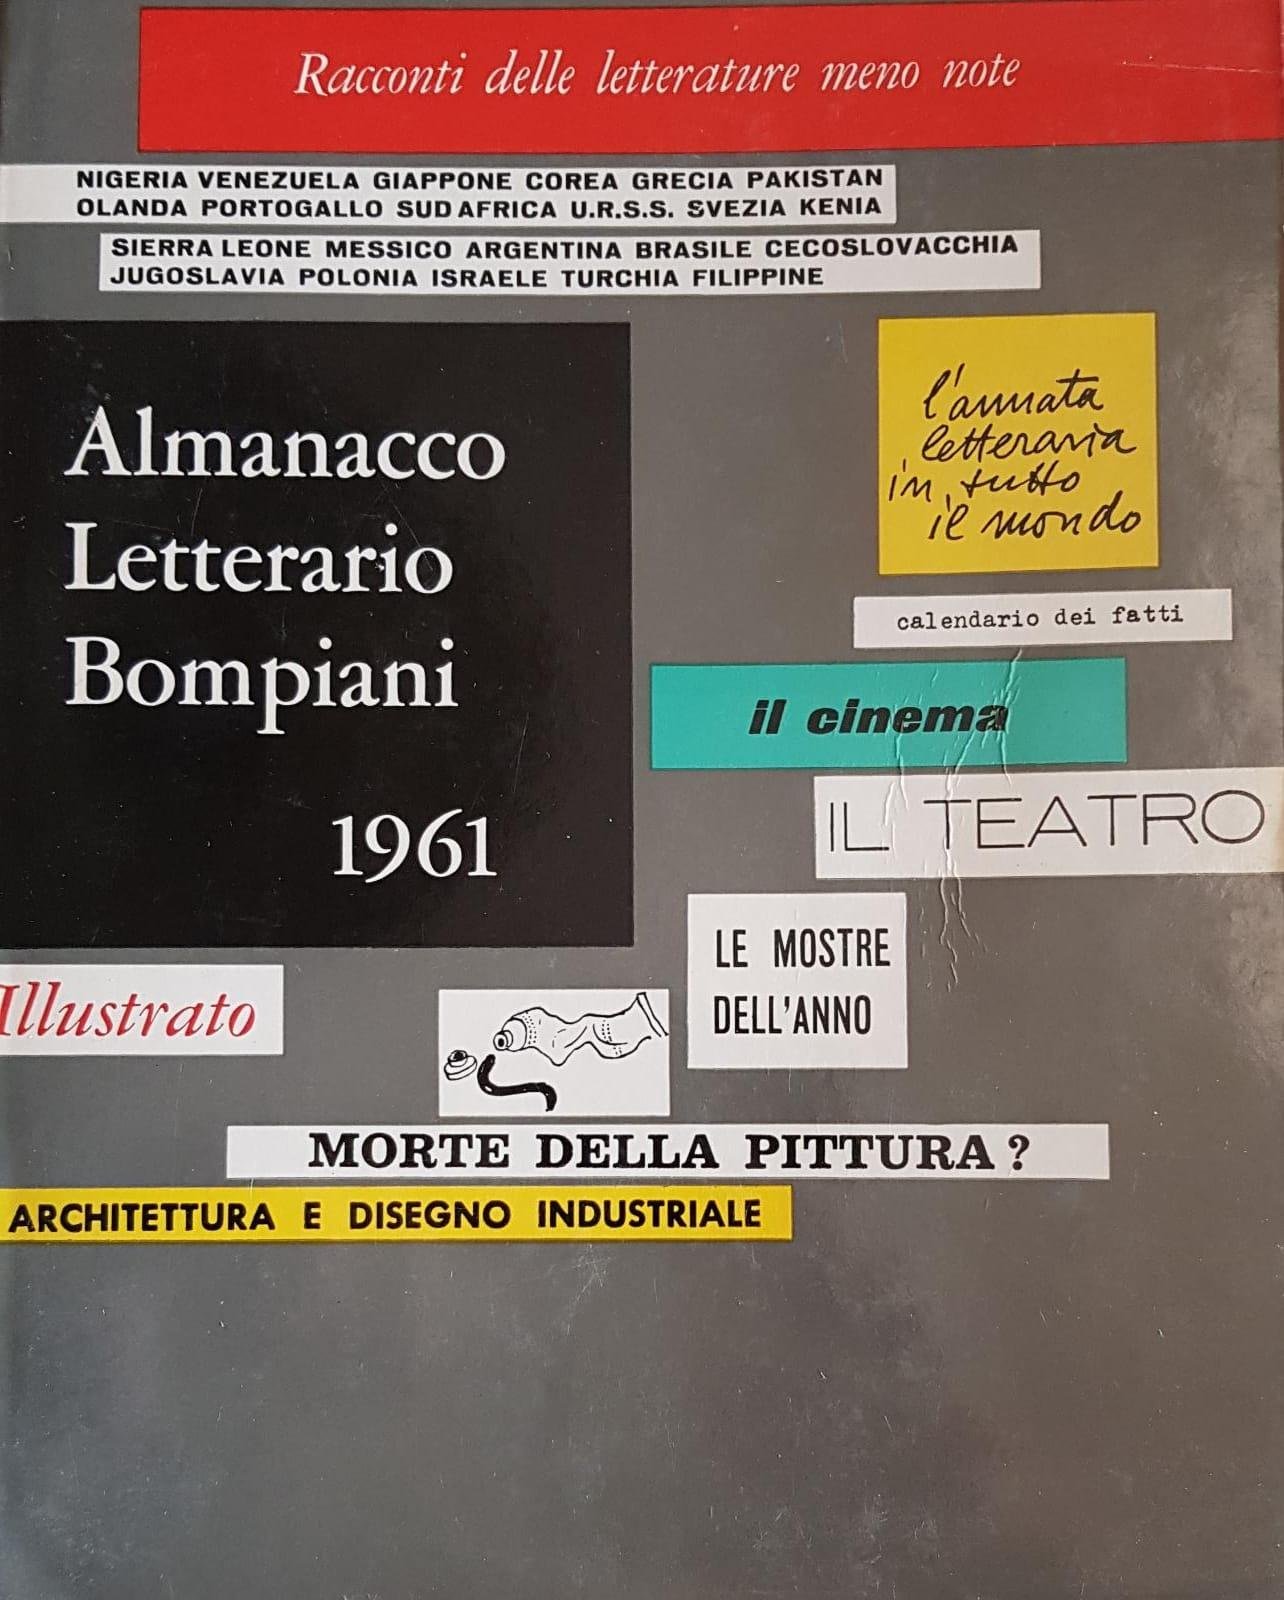 Racconti delle letterature meno note
NIGERIA VENEZUELA GIAPPONE COREA GRECIA PAKISTAN
OLANDA PORTOGALLO SUD AFRICA U.R.S.S. SVEZIA KENIA
SIERRA LEONE MESSICO ARGENTINA BRASILE CECOSLOVACCHIA
JUGOSLAVIA POLONIA ISRAELE TURCHIA FILIPPINE
Almanacco
Letterario
Bompiani
1961
l'annata
letteraria
in tutto
il mondo
calendario dei fatti
il cinema
IL TEATRO
LE MOSTRE
DELL'ANNO
Illustrato
MORTE DELLA PITTURA?
ARCHITETTURA E DISEGNO INDUSTRIALE